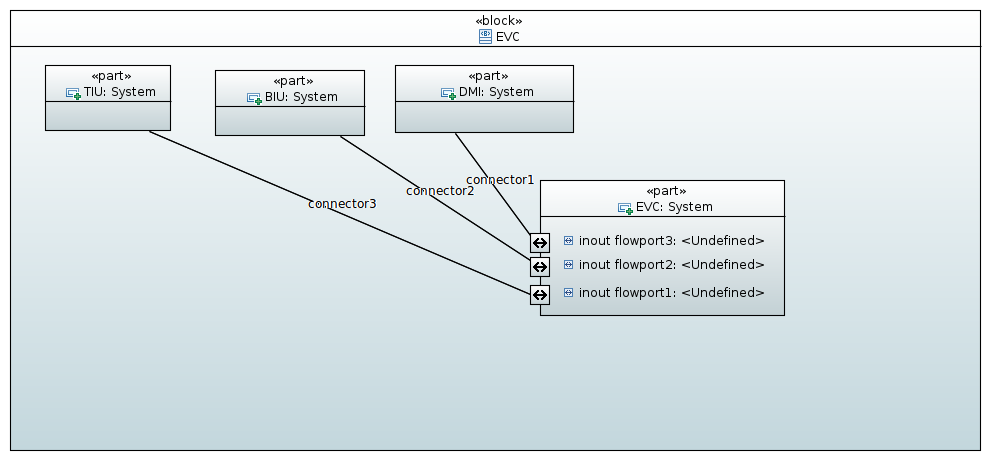 «block»
EVC
«part»
TIU: System
«part»
BIU: System
«part»
DMI: System
connector1
connector2
connector3
«part»
EVC: System
inout flowport3: <Undefined>
inout flowport2: <Undefined>
inout flowport1: <Undefined>